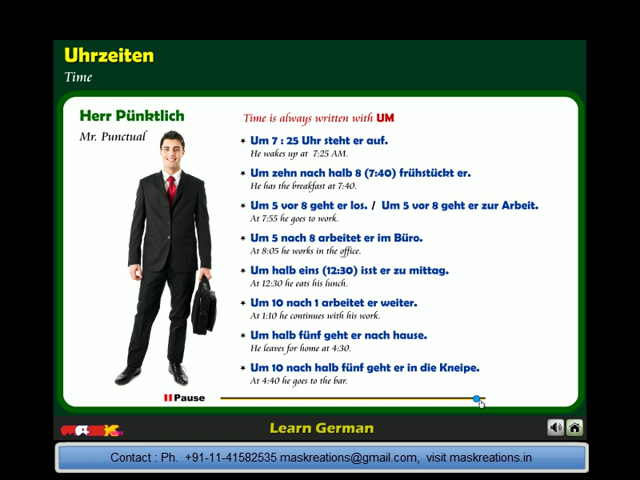 Uhrzeiten
Time
Herr Pünktlich
Mr. Punctual
Time is always written with UM
* Um 7 : 25 Uhr steht er auf.
He wakes up at 7:25 AM.
* Um zehn nach halb 8 (7:40) frühstückt er.
He has the breakfast at 7:40.
* Um 5 vor 8 geht er los. / Um 5 vor 8 geht er zur Arbeit.
At 7:55 he goes to work.
* Um 5 nach 8 arbeitet er im Büro.
At 8:05 he works in the office.
* Um halb eins (12:30) isst er zu mittag.
At 12:30 he eats his lunch.
* Um 10 nach 1 arbeitet er weiter.
At 1:10 he continues with his work.
* Um halb fünf geht er nach hause.
He leaves for home at 4:30.
* Um 10 nach halb fünf geht er in die Kneipe.
At 4:40 he goes to the bar.
Pause
Learn German
Contact : Ph. +91-11-41582535 maskreations@gmail.com, visit maskreations.in